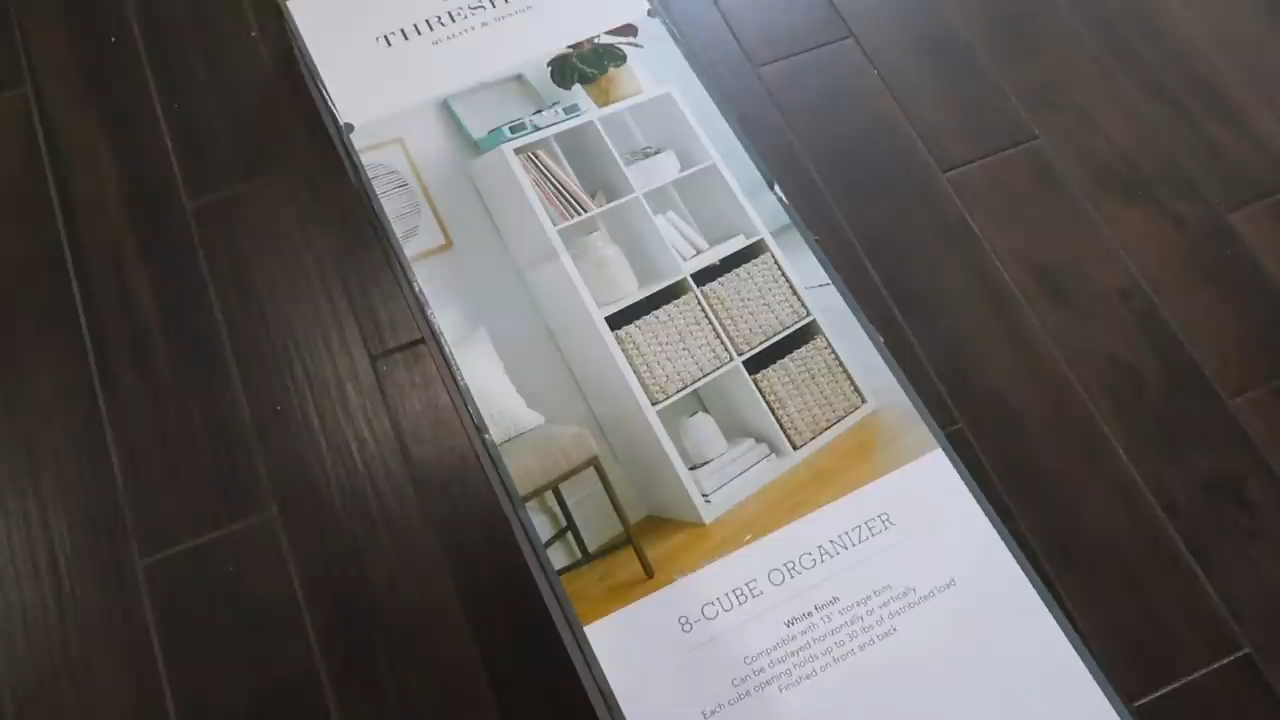 THRESH
QUALITY & DESIGN
8-CUBE ORGANIZER
White finish
Compatible with 13" storage bins
Can be displayed horizontally or vertically
Each cube opening holds up to 30 lbs of distributed load
Finished on front and back